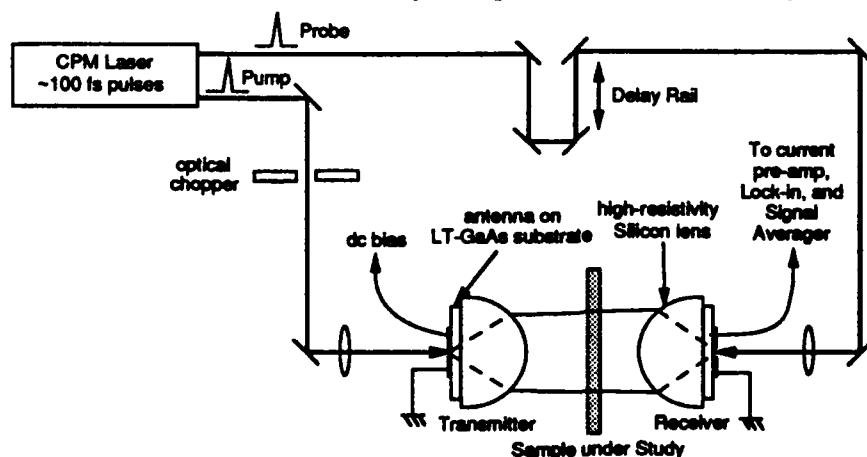 Probe
CPM Laser
~100 fs pulses
Pump
Delay Rail
optical
chopper
To current
pre-amp,
Lock-in, and
Signal
Averager
antenna on
LT-GaAs substrate
high-resistivity
Silicon lens
dc bias
Transmitter
Receiver
Sample under Study